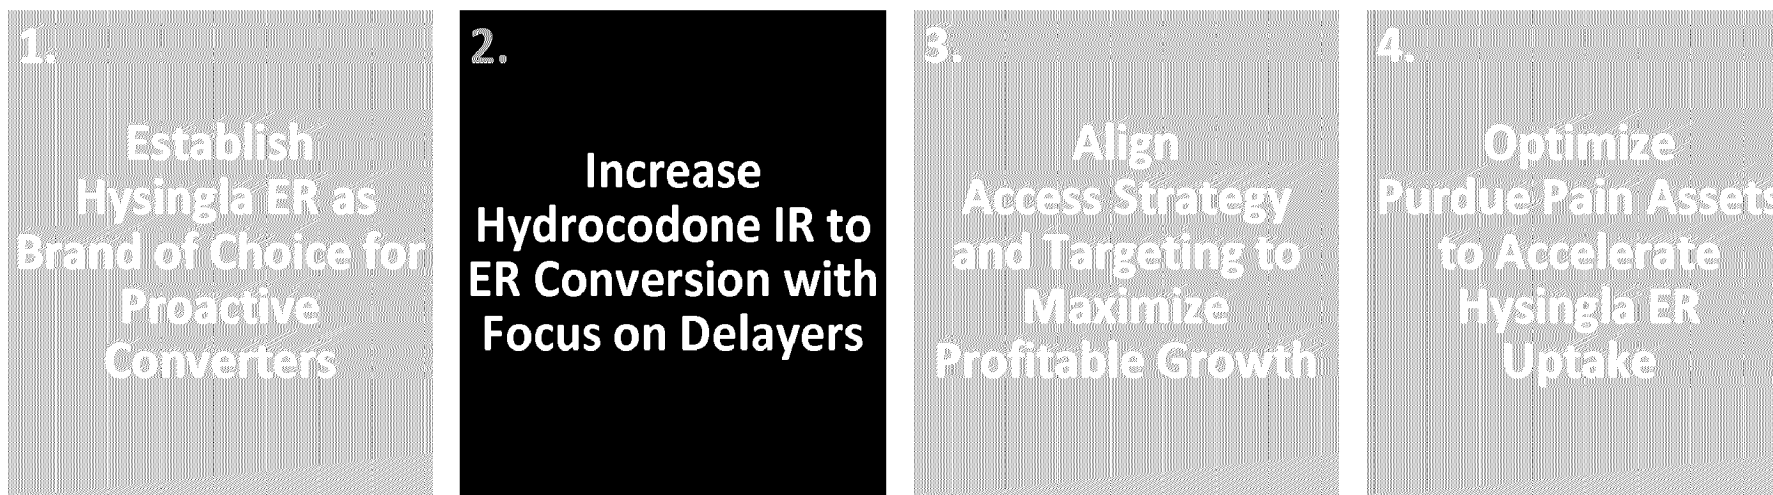 1.
Establish
Hysingla ER as
Brand of Choice for
Proactive
Converters
2.
Increase
Hydrocodone IR to
ER Conversion with
Focus on Delayers
3.
Align
Access Strategy
and Targeting to
Maximize
Profitable Growth
4.
Optimize
Purdue Pain Assets
to Accelerate
Hysingla ER
Uptake